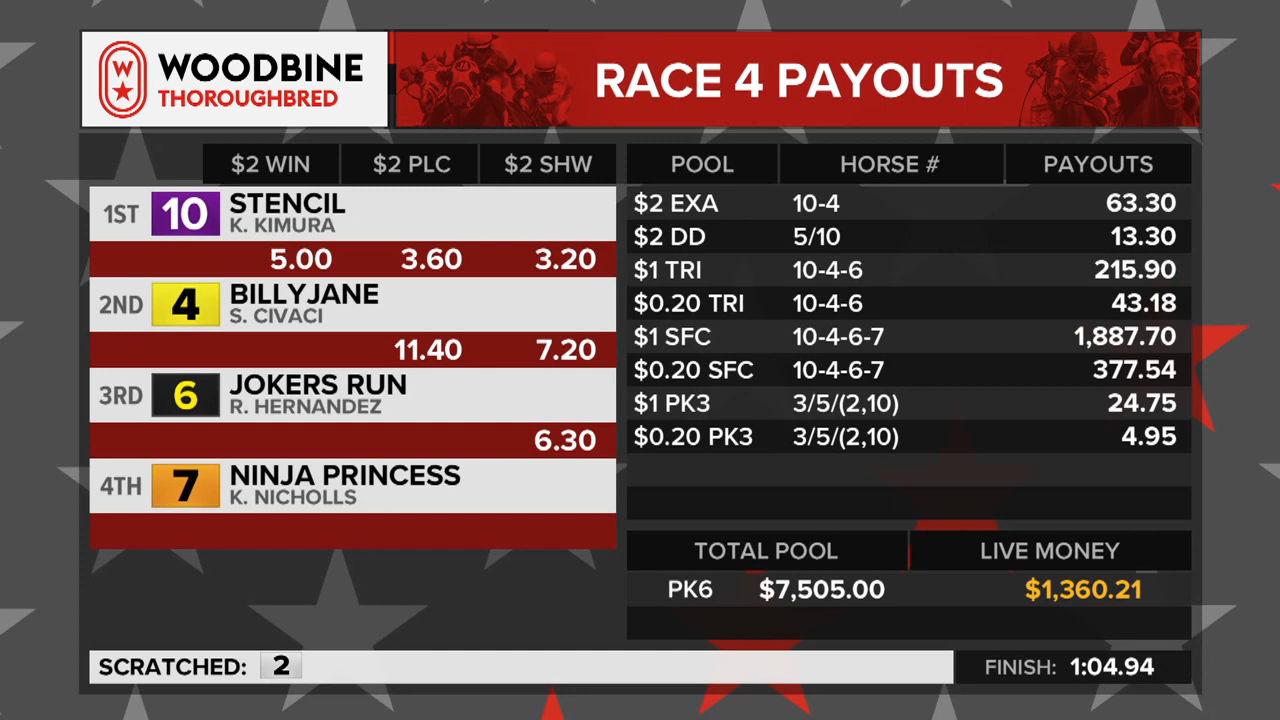 W
WOODBINE
THOROUGHBRED
RACE 4 PAYOUTS
$2 WIN $2 PLC $2 SHW
1ST 10 STENCIL
K. KIMURA
5.00 3.60 3.20
2ND 4 BILLYJANE
S. CIVACI
11.40 7.20
3RD 6 JOKERS RUN
R. HERNANDEZ
6.30
4TH 7 NINJA PRINCESS
K. NICHOLLS
POOL HORSE # PAYOUTS
$2 EXA 10-4 63.30
$2 DD 5/10 13.30
$1 TRI 10-4-6 215.90
$0.20 TRI 10-4-6 43.18
$1 SFC 10-4-6-7 1,887.70
$0.20 SFC 10-4-6-7 377.54
$1 PK3 3/5/(2,10) 24.75
$0.20 PK3 3/5/(2,10) 4.95
TOTAL POOL LIVE MONEY
PK6 $7,505.00 $1,360.21
SCRATCHED: 2
FINISH: 1:04.94